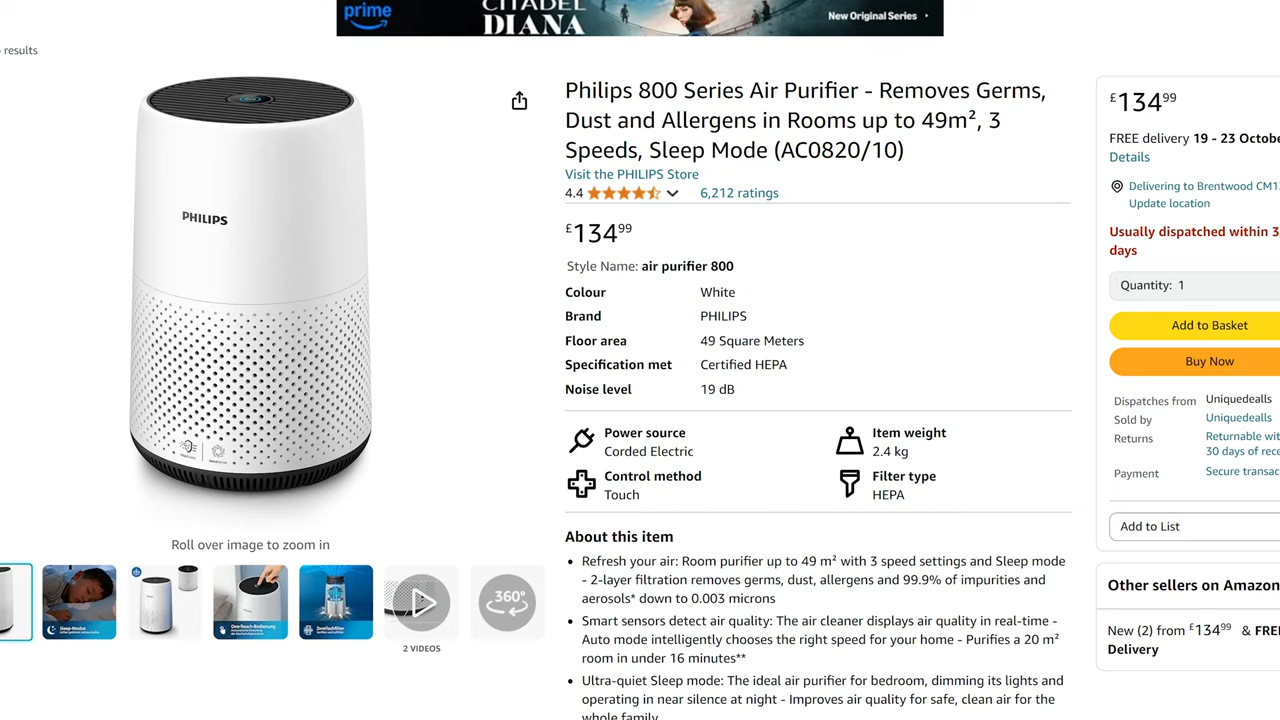 prime
CITADEL
DIANA
New Original Series
results
PHILIPS
Roll over image to zoom in
Sleep-Modus
One-Touch-Bedienung
Zweifachfilter
360°
2 VIDEOS
Philips 800 Series Air Purifier - Removes Germs,
Dust and Allergens in Rooms up to 49m², 3
Speeds, Sleep Mode (AC0820/10)
Visit the PHILIPS Store
4.4
6,212 ratings
£134⁹⁹
Style Name: air purifier 800
Colour White
Brand PHILIPS
Floor area 49 Square Meters
Specification met Certified HEPA
Noise level 19 dB
Power source
Corded Electric
Item weight
2.4 kg
Control method
Touch
Filter type
HEPA
About this item
• Refresh your air: Room purifier up to 49 m² with 3 speed settings and Sleep mode
- 2-layer filtration removes germs, dust, allergens and 99.9% of impurities and
aerosols* down to 0.003 microns
• Smart sensors detect air quality: The air cleaner displays air quality in real-time -
Auto mode intelligently chooses the right speed for your home - Purifies a 20 m²
room in under 16 minutes**
• Ultra-quiet Sleep mode: The ideal air purifier for bedroom, dimming its lights and
operating in near silence at night - Improves air quality for safe, clean air for the
whole family
£134⁹⁹
FREE delivery 19 - 23 Octobe
Details
Delivering to Brentwood CM1
Update location
Usually dispatched within 3
days
Quantity: 1
Add to Basket
Buy Now
Dispatches from Uniquedealls
Sold by Uniquedealls
Returns Returnable wit
30 days of rece
Payment Secure transac
Add to List
Other sellers on Amazon
New (2) from £134⁹⁹ & FREE
Delivery